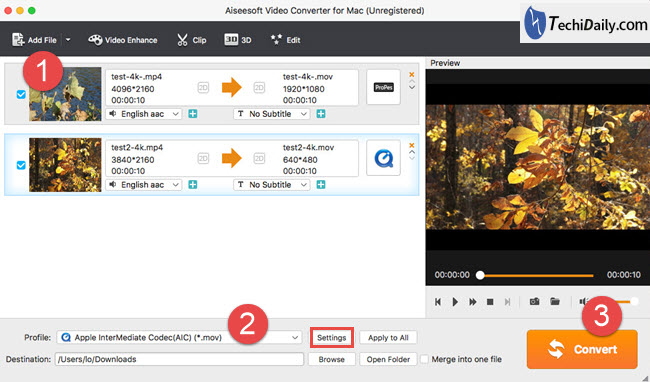 Aiseesoft Video Converter for Mac (Unregistered)
TechiDaily.com
Add File Video Enhance Clip 3D 3D Edit
1
Preview
test-4k-.mp4
4096*2160
00:00:10
2D
2D
test-4k-.mov
1920*1080
00:00:10
ProRes
English aac
T No Subtitle
test2-4k.mp4
3840*2160
00:00:10
2D
2D
test2-4k.mov
640*480
00:00:10
English aac
T No Subtitle
00:00:00
00:00:10
2
3
Profile: Apple InterMediate Codec(AIC) (*.mov) Settings Apply to All
Convert
Destination: /Users/lo/Downloads Browse Open Folder Merge into one file